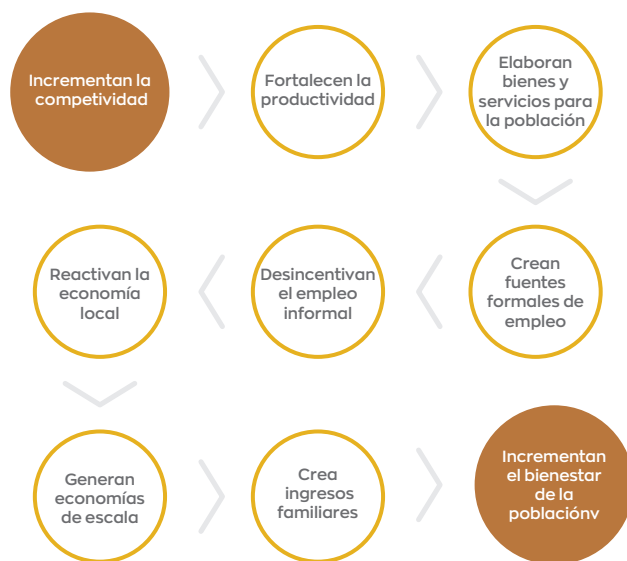 Incrementan la
competividad
Fortalecen la
productividad
Elaboran
bienes y
servicios para
la población
Crean
fuentes
formales de
empleo
Desincentivan
el empleo
informal
Reactivan la
economía
local
Generan
economías
de escala
Crea
ingresos
familiares
Incrementan
el bienestar
de la
poblaciónv